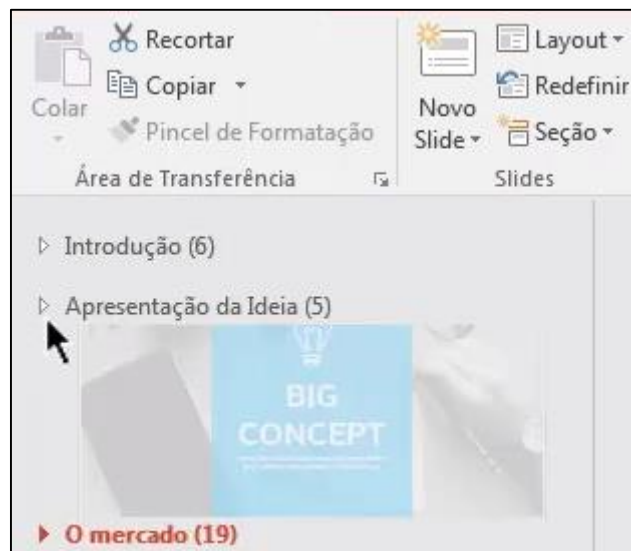 Recortar
Copiar
Colar
Pincel de Formatação
Área de Transferência
Layout
Redefinir
Novo
Slide
Seção
Slides
Introdução (6)
Apresentação da Ideia (5)
BIG
CONCEPT
O mercado (19)